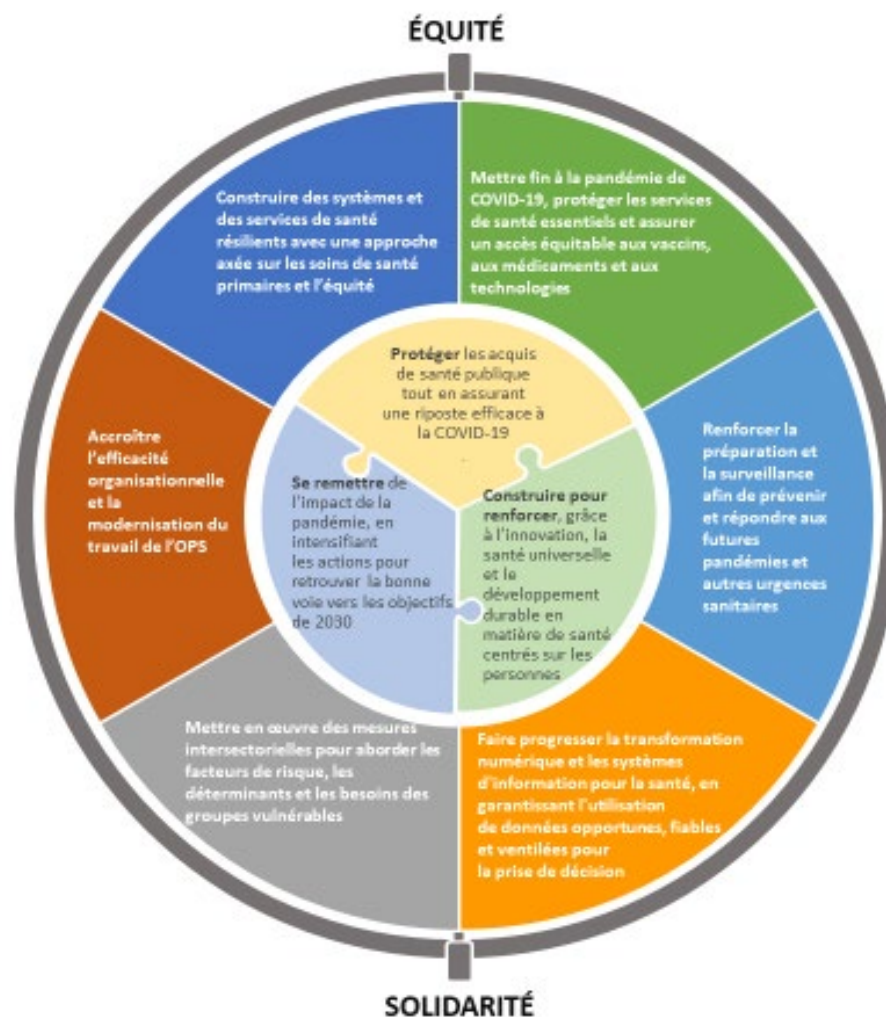 ÉQUITÉ
Construire des systèmes et
des services de santé
résilients avec une approche
axée sur les soins de santé
primaires et l'équité
Mettre fin à la pandémie de
COVID-19, protéger les services
de santé essentiels et assurer
un accès équitable aux vaccins,
aux médicaments et aux
technologies
Renforcer la
préparation et
la surveillance
afin de prévenir
et répondre aux
futures
pandémies et
autres urgences
sanitaires
Faire progresser la transformation
numérique et les systèmes
d'information pour la santé, en
garantissant l'utilisation
de données opportunes, fiables
et ventilées pour
la prise de décision
Mettre en œuvre des mesures
intersectorielles pour aborder les
facteurs de risque, les
déterminants et les besoins des
groupes vulnérables
Accroître
l'efficacité
organisationnelle
et la
modernisation du
travail de l'OPS
Protéger les acquis
de santé publique
tout en assurant
une riposte efficace à
la COVID-19
Se remettre de
l'impact de la
pandémie, en
intensifiant
les actions pour
retrouver la bonne
voie vers les objectifs
de 2030
Construire pour
renforcer, grâce
à l'innovation, la
santé universelle
et le
développement
durable en
matière de santé
centrés sur les
personnes
SOLIDARITÉ